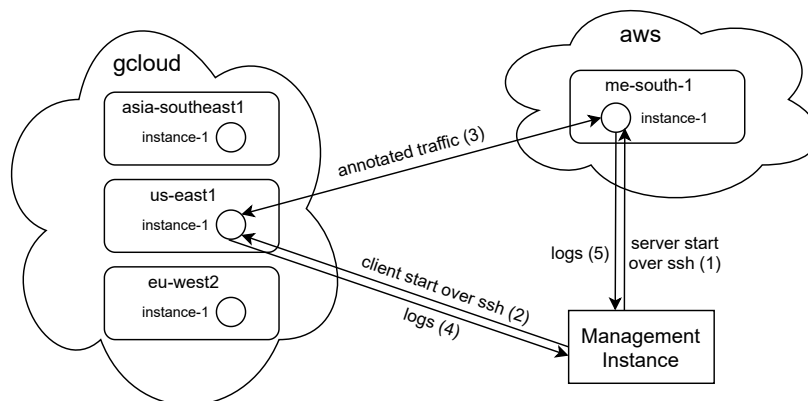 gcloud
asia-southeast1
instance-1
us-east1
instance-1
eu-west2
instance-1
aws
me-south-1
instance-1
annotated traffic (3)
client start over ssh (2)
logs (4)
logs (5)
server start
over ssh (1)
Management
Instance